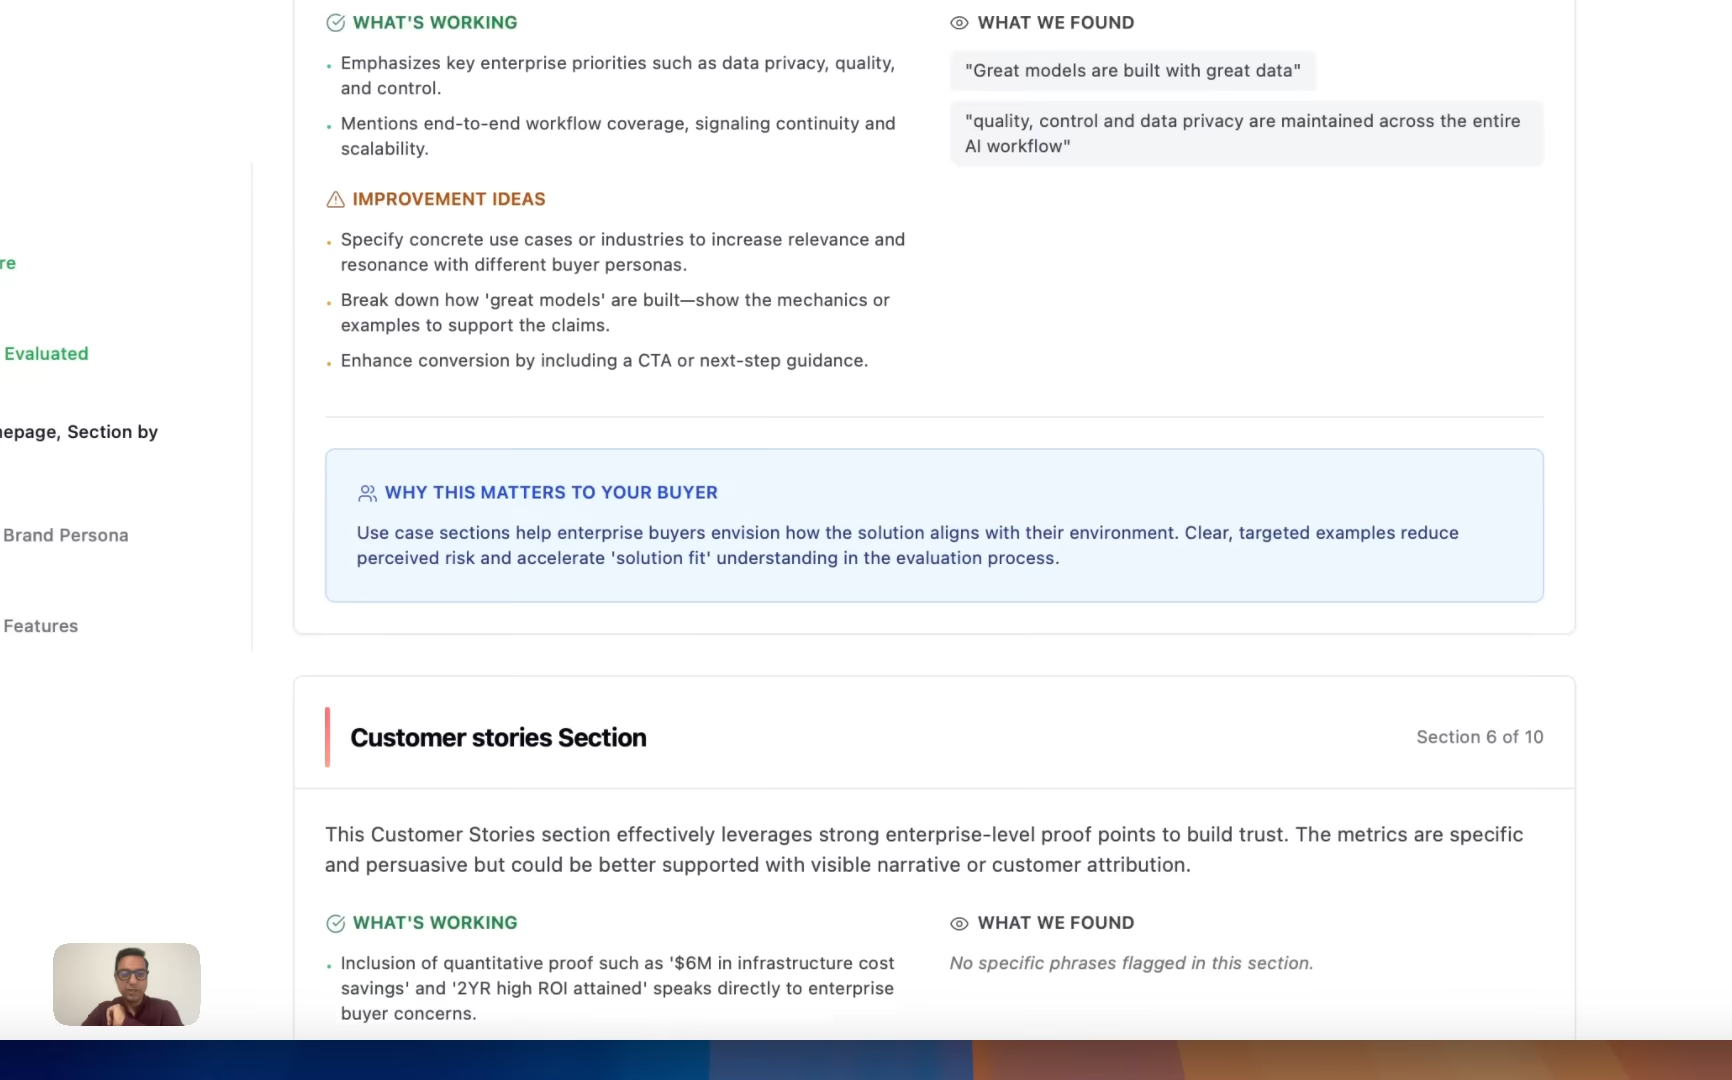 WHAT'S WORKING
Emphasizes key enterprise priorities such as data privacy, quality,
and control.
Mentions end-to-end workflow coverage, signaling continuity and
scalability.
WHAT WE FOUND
"Great models are built with great data"
"quality, control and data privacy are maintained across the entire
AI workflow"
IMPROVEMENT IDEAS
Specify concrete use cases or industries to increase relevance and
resonance with different buyer personas.
Break down how 'great models' are built—show the mechanics or
examples to support the claims.
Enhance conversion by including a CTA or next-step guidance.
re
Evaluated
epage, Section by
Brand Persona
Features
WHY THIS MATTERS TO YOUR BUYER
Use case sections help enterprise buyers envision how the solution aligns with their environment. Clear, targeted examples reduce
perceived risk and accelerate 'solution fit' understanding in the evaluation process.
Customer stories Section
Section 6 of 10
This Customer Stories section effectively leverages strong enterprise-level proof points to build trust. The metrics are specific
and persuasive but could be better supported with visible narrative or customer attribution.
WHAT'S WORKING
Inclusion of quantitative proof such as '$6M in infrastructure cost
savings' and '2YR high ROI attained' speaks directly to enterprise
buyer concerns.
WHAT WE FOUND
No specific phrases flagged in this section.